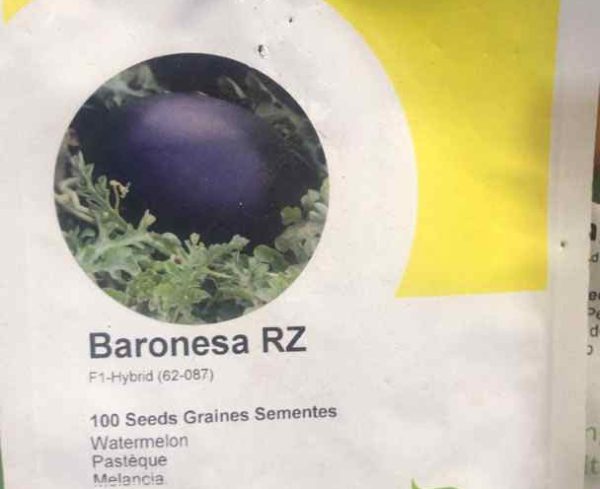 Baronesa RZ
F1-Hybrid (62-087)
100 Seeds Graines Sementes
Watermelon
Pastèque
Melancia